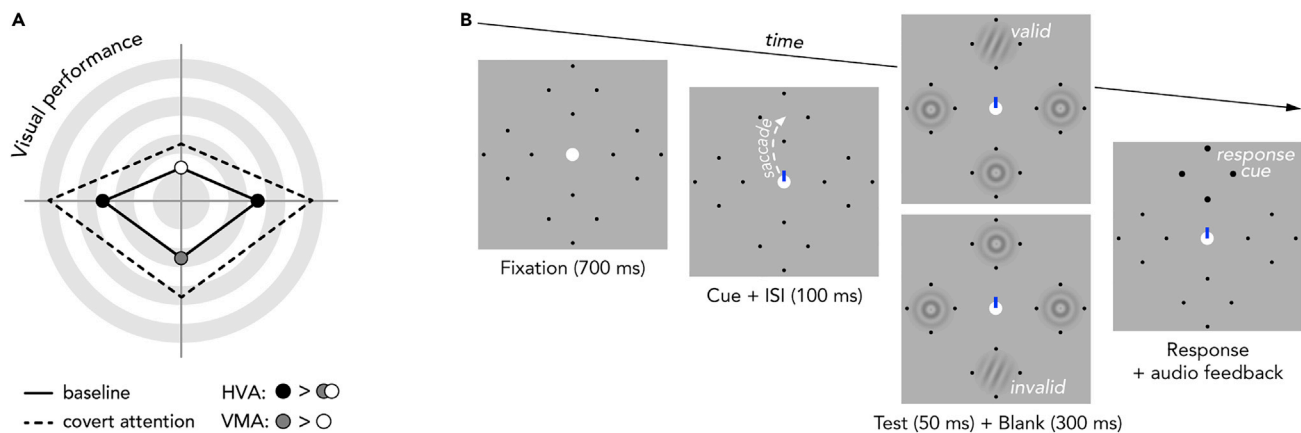 A
Visual performance
baseline
covert attention
HVA: >
VMA: >
B
time
Fixation (700 ms)
saccade
Cue + ISI (100 ms)
valid
invalid
Test (50 ms) + Blank (300 ms)
response
cue
Response
+ audio feedback